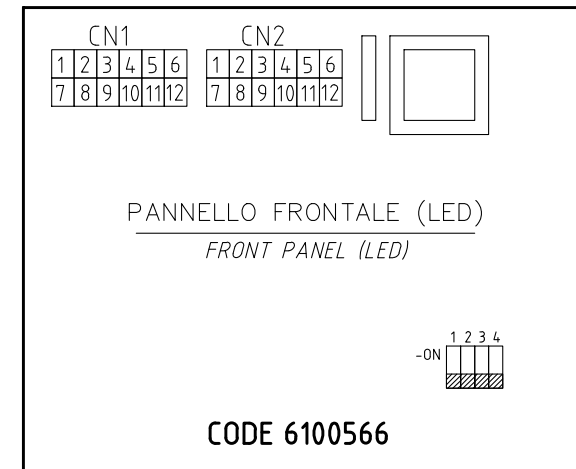 CN1 CN2
1 2 3 4 5 6 1 2 3 4 5 6
7 8 9 10 11 12 7 8 9 10 11 12
PANNELLO FRONTALE (LED)
FRONT PANEL (LED)
1 2 3 4
-ON
CODE 6100566